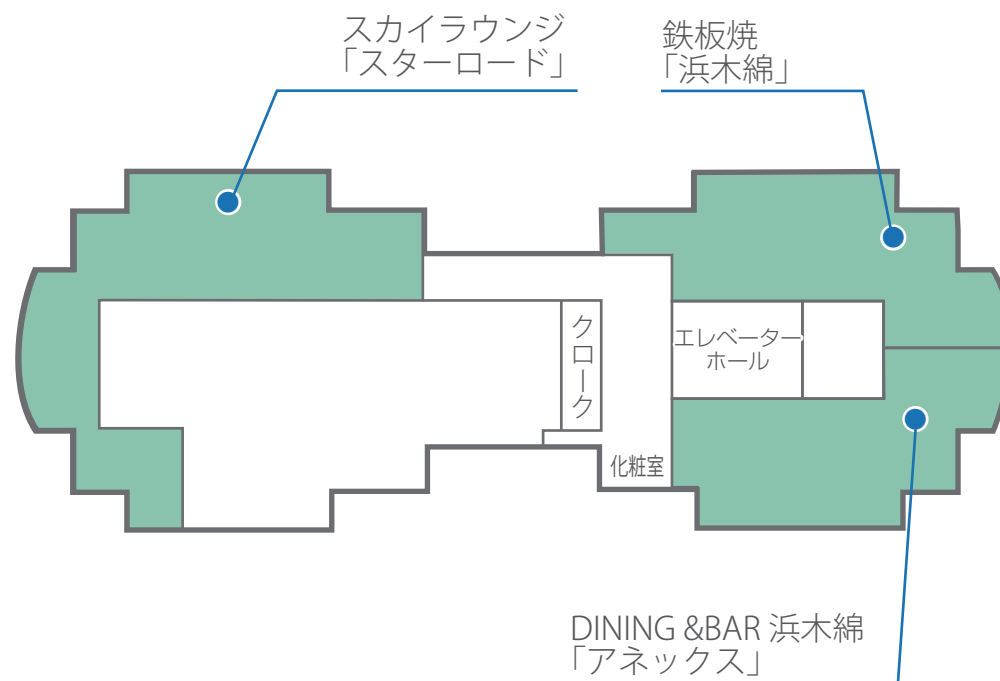 スカイラウンジ
「スターロード」
鉄板焼
「浜木綿」
クローク
エレベーター
ホール
化粧室
DINING &BAR 浜木綿
「アネックス」